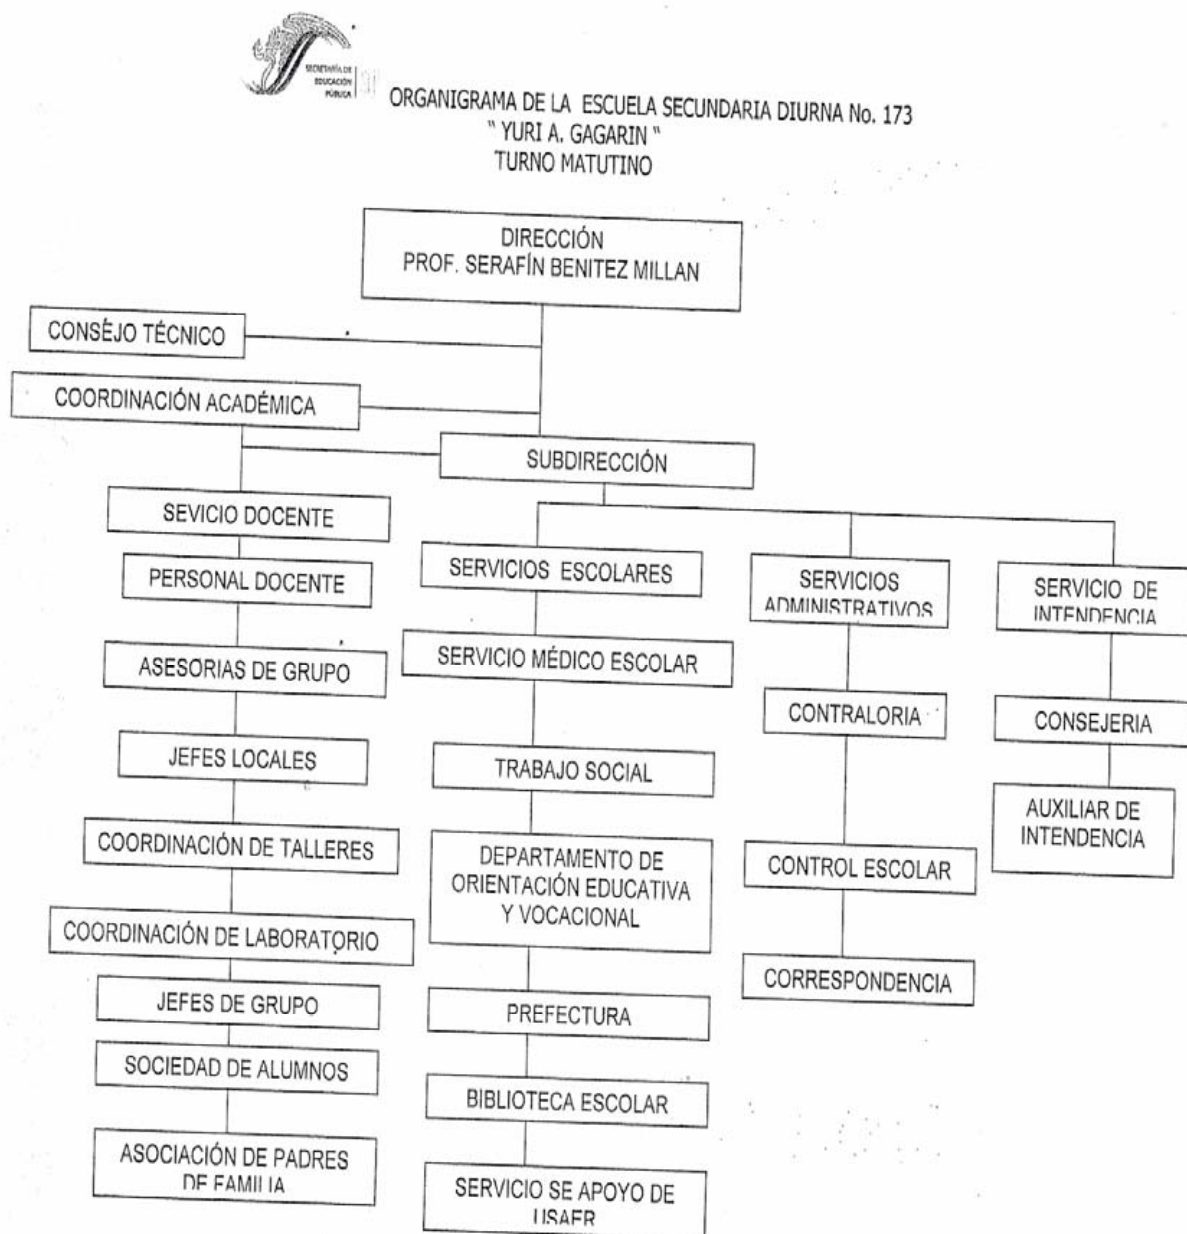 SECRETARÍA DE
EDUCACIÓN
PÚBLICA
ORGANIGRAMA DE LA ESCUELA SECUNDARIA DIURNA No. 173
" YURI A. GAGARIN "
TURNO MATUTINO
DIRECCIÓN
PROF. SERAFÍN BENITEZ MILLAN
CONSEJO TÉCNICO
COORDINACIÓN ACADÉMICA
SUBDIRECCIÓN
SEVICIO DOCENTE
PERSONAL DOCENTE
ASESORIAS DE GRUPO
JEFES LOCALES
COORDINACIÓN DE TALLERES
COORDINACIÓN DE LABORATORIO
JEFES DE GRUPO
SOCIEDAD DE ALUMNOS
ASOCIACIÓN DE PADRES
DE FAMILIA
SERVICIOS ESCOLARES
SERVICIO MÉDICO ESCOLAR
TRABAJO SOCIAL
DEPARTAMENTO DE
ORIENTACIÓN EDUCATIVA
Y VOCACIONAL
PREFECTURA
BIBLIOTECA ESCOLAR
SERVICIO SE APOYO DE
USAER
SERVICIOS
ADMINISTRATIVOS
CONTRALORIA
CONTROL ESCOLAR
CORRESPONDENCIA
SERVICIO DE
INTENDENCIA
CONSEJERIA
AUXILIAR DE
INTENDENCIA